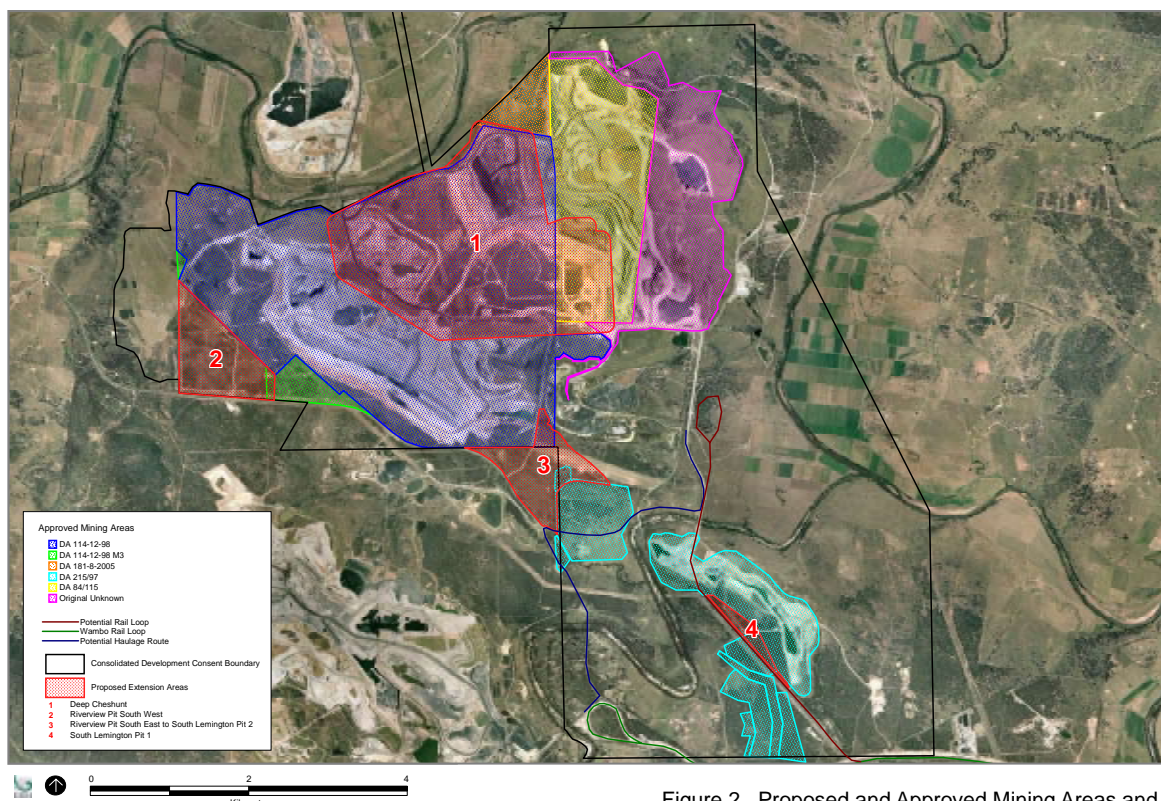 1
2
3
4
Approved Mining Areas
DA 114-12-98
DA 114-12-98 M3
DA 181-8-2005
DA 215/97
DA 84/115
Original Unknown
Potential Rail Loop
Wambo Rail Loop
Potential Haulage Route
Consolidated Development Consent Boundary
Proposed Extension Areas
1 Deep Cheshunt
2 Riverview Pit South West
3 Riverview Pit South East to South Lemington Pit 2
4 South Lemington Pit 1
0 2 4
Figure 2 Proposed and Approved Mining Areas and